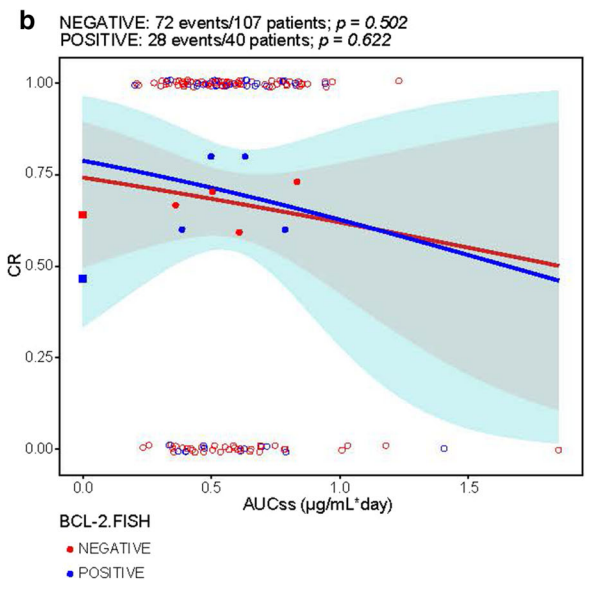 b
NEGATIVE: 72 events/107 patients; p = 0.502
POSITIVE: 28 events/40 patients; p = 0.622
1.00
0.75
0.50
0.25
0.00
CR
0.0 0.5 1.0 1.5
AUCss (µg/mL*day)
BCL-2.FISH
NEGATIVE
POSITIVE